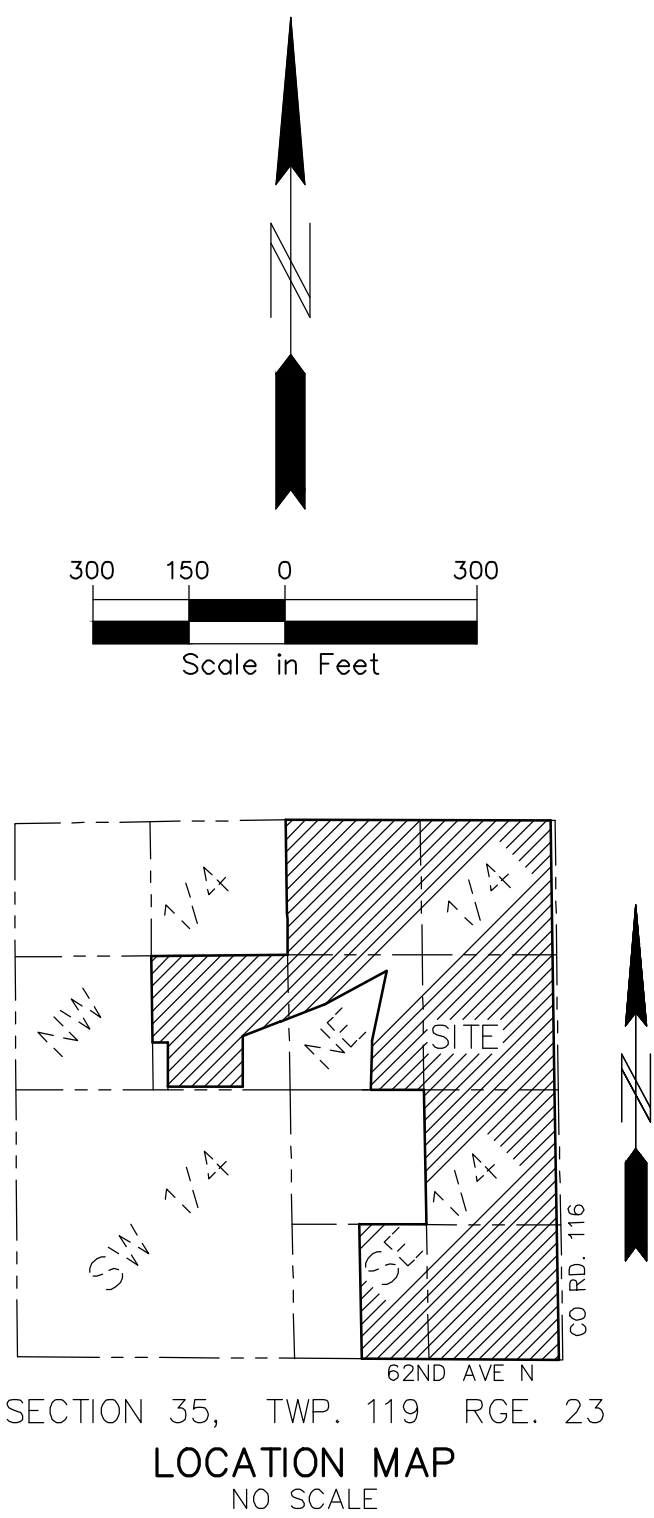 N
300 150 0 300
Scale in Feet
1/4
1/4
NW
NE
SITE
N
SW 1/4
SE 1/4
CO RD. 116
62ND AVE N
SECTION 35, TWP. 119 RGE. 23
LOCATION MAP
NO SCALE